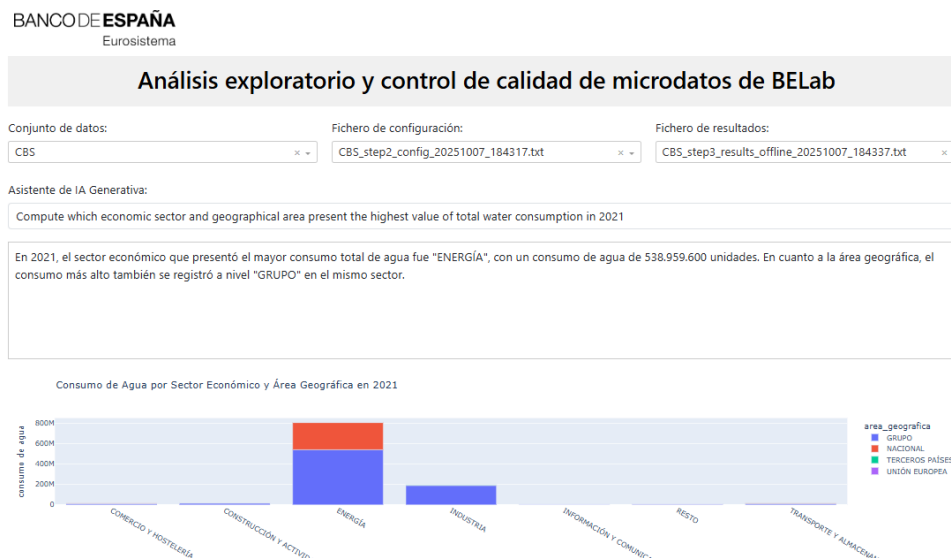 BANCO DE ESPAÑA
Eurosistema
Análisis exploratorio y control de calidad de microdatos de BELab
Conjunto de datos:
Fichero de configuración:
Fichero de resultados:
CBS
CBS_step2_config_20251007_184317.txt
CBS_step3_results_offline_20251007_184337.txt
Asistente de IA Generativa:
Compute which economic sector and geographical area present the highest value of total water consumption in 2021
En 2021, el sector económico que presentó el mayor consumo total de agua fue "ENERGÍA", con un consumo de agua de 538.959.600 unidades. En cuanto a la área geográfica, el
consumo más alto también se registró a nivel "GRUPO" en el mismo sector.
Consumo de Agua por Sector Económico y Área Geográfica en 2021
consumo de agua
800M
600M
400M
200M
0
COMERCIO Y HOSTELERÍA
CONSTRUCCIÓN Y ACTIVID
ENERGÍA
INDUSTRIA
INFORMACIÓN Y COMUNICA
RESTO
TRANSPORTE Y ALMACENA
area_geografica
GRUPO
NACIONAL
TERCEROS PAÍSES
UNIÓN EUROPEA